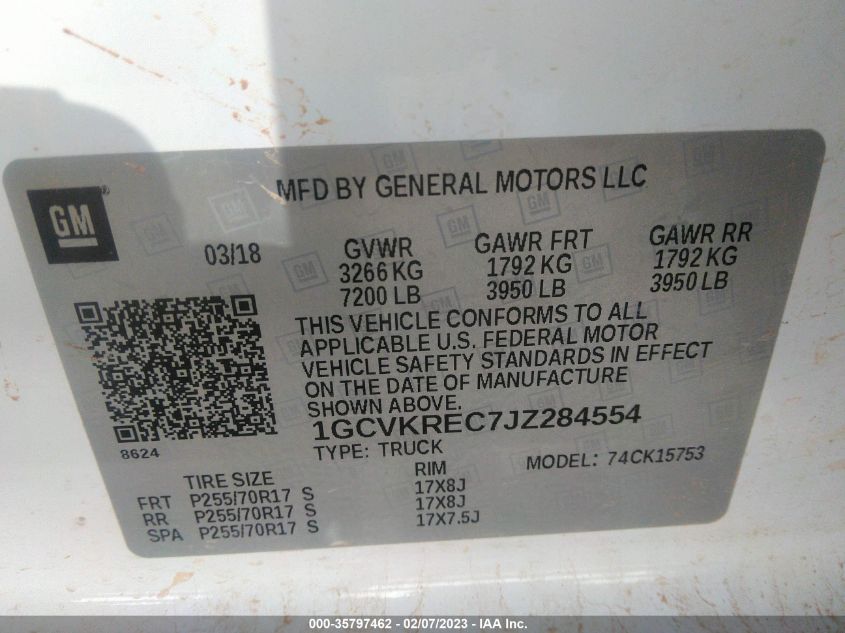 MFD BY GENERAL MOTORS LLC
GM
®
03/18
GVWR GAWR FRT GAWR RR
3266 KG 1792 KG 1792 KG
7200 LB 3950 LB 3950 LB
THIS VEHICLE CONFORMS TO ALL
APPLICABLE U.S. FEDERAL MOTOR
VEHICLE SAFETY STANDARDS IN EFFECT
ON THE DATE OF MANUFACTURE
SHOWN ABOVE.
1GCVKREC7JZ284554
8624
TYPE: TRUCK
MODEL: 74CK15753
TIRE SIZE RIM
FRT P255/70R17 S 17X8J
RR P255/70R17 S 17X8J
SPA P255/70R17 S 17X7.5J
000-35797462 - 02/07/2023 - IAA Inc.